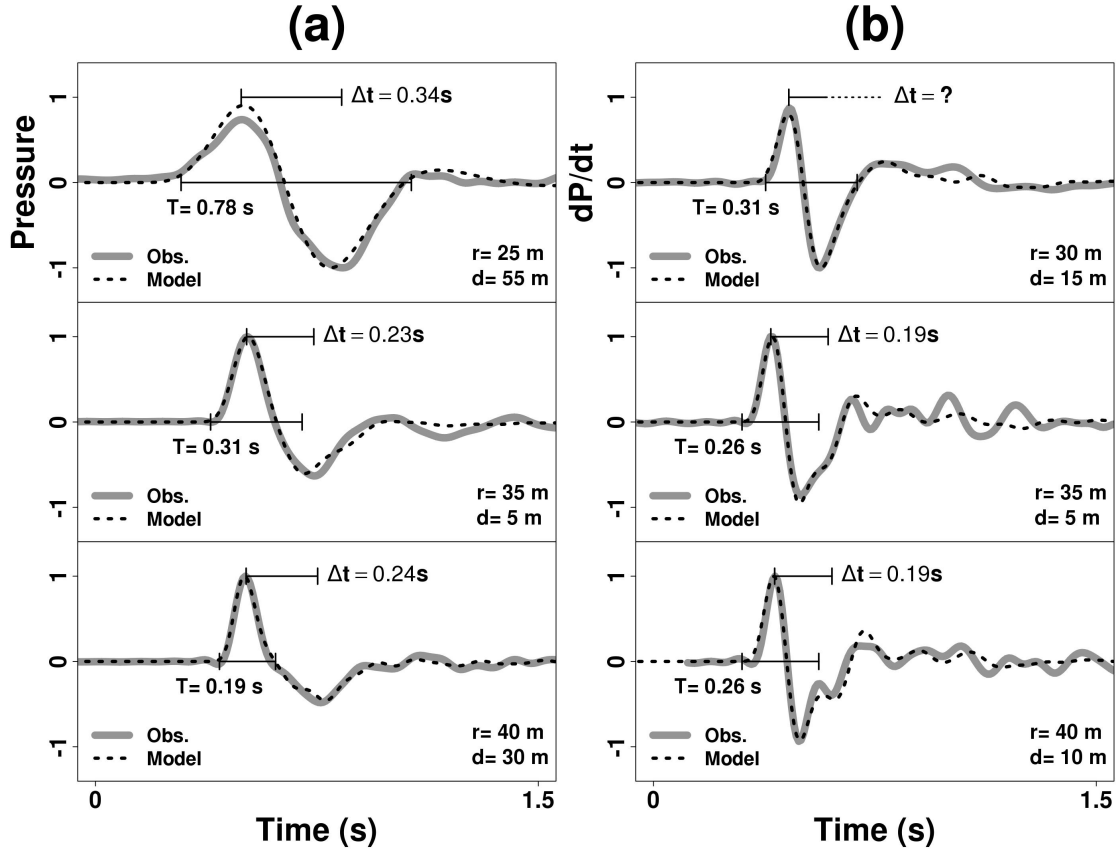 (a)
Pressure
1
0
-1
Δt = 0.34s
T= 0.78 s
Obs.
Model
r= 25 m
d= 55 m
1
0
-1
Δt = 0.23s
T= 0.31 s
Obs.
Model
r= 35 m
d= 5 m
1
0
-1
Δt = 0.24s
T= 0.19 s
Obs.
Model
r= 40 m
d= 30 m
0
1.5
Time (s)
(b)
dP/dt
1
0
-1
Δt = ?
T= 0.31 s
Obs.
Model
r= 30 m
d= 15 m
1
0
-1
Δt = 0.19s
T= 0.26 s
Obs.
Model
r= 35 m
d= 5 m
1
0
-1
Δt = 0.19s
T= 0.26 s
Obs.
Model
r= 40 m
d= 10 m
0
1.5
Time (s)